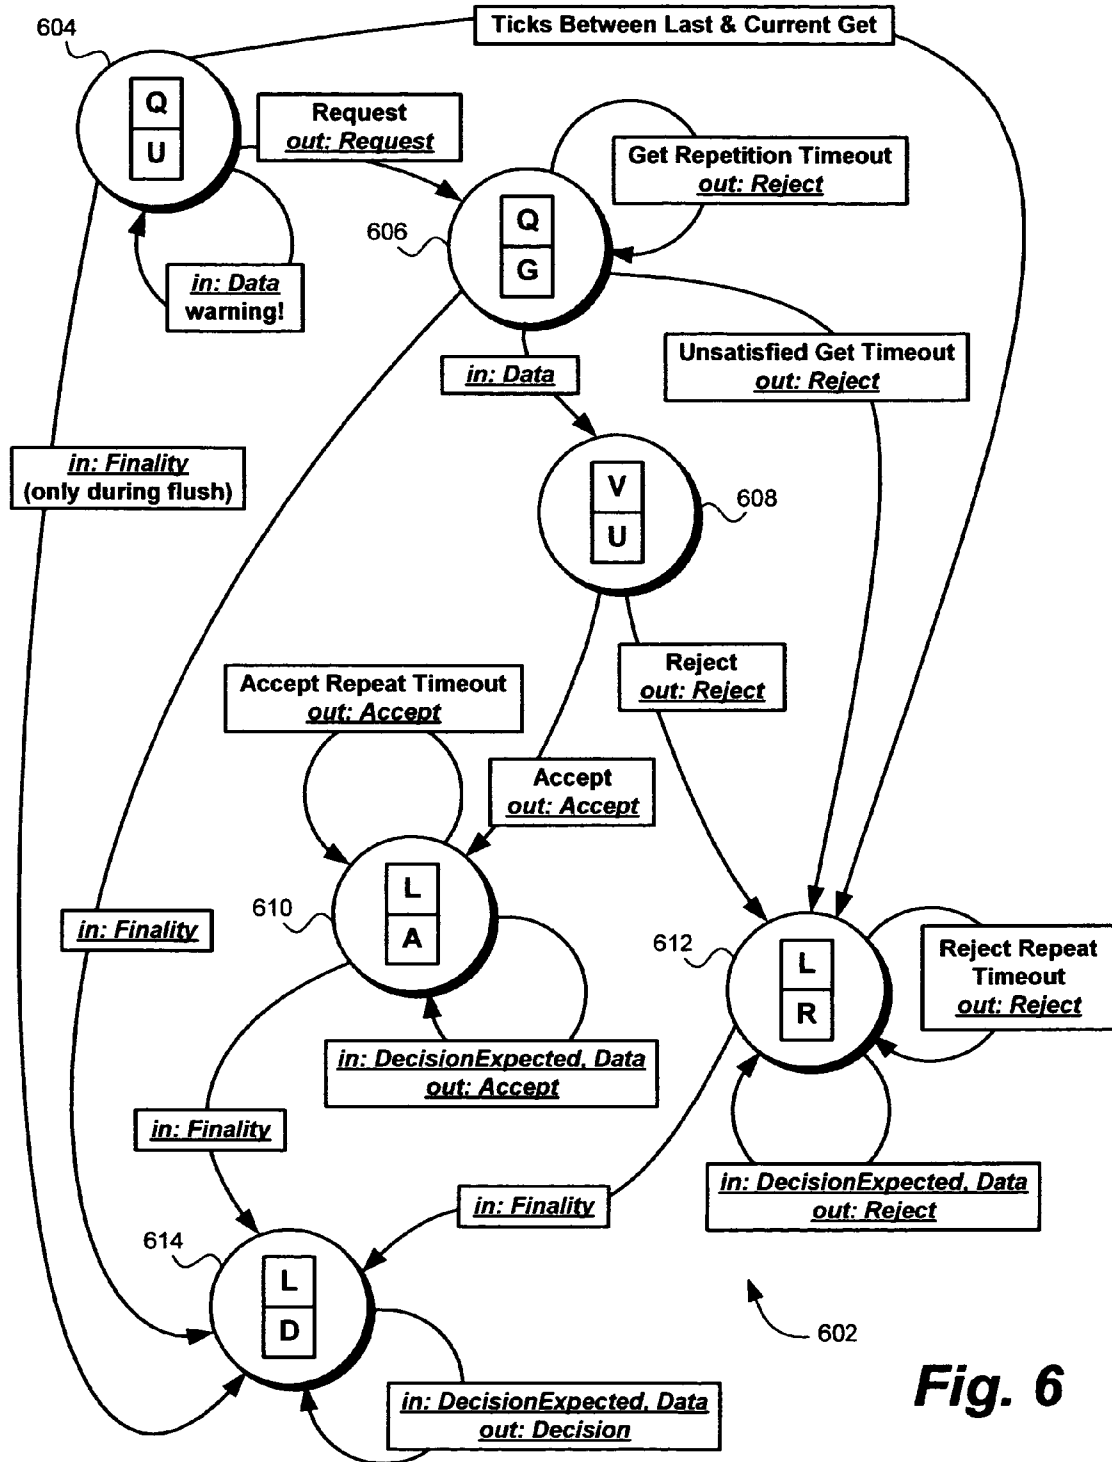 Ticks Between Last & Current Get
604
Q
U
Request
out: Request
Get Repetition Timeout
out: Reject
606
Q
G
in: Data
warning!
in: Data
Unsatisfied Get Timeout
out: Reject
in: Finality
(only during flush)
V
U
608
Reject
out: Reject
Accept Repeat Timeout
out: Accept
Accept
out: Accept
610
L
A
in: Finality
612
L
R
Reject Repeat
Timeout
out: Reject
in: DecisionExpected, Data
out: Accept
in: Finality
in: DecisionExpected, Data
out: Reject
in: Finality
614
L
D
602
in: DecisionExpected, Data
out: Decision
Fig. 6